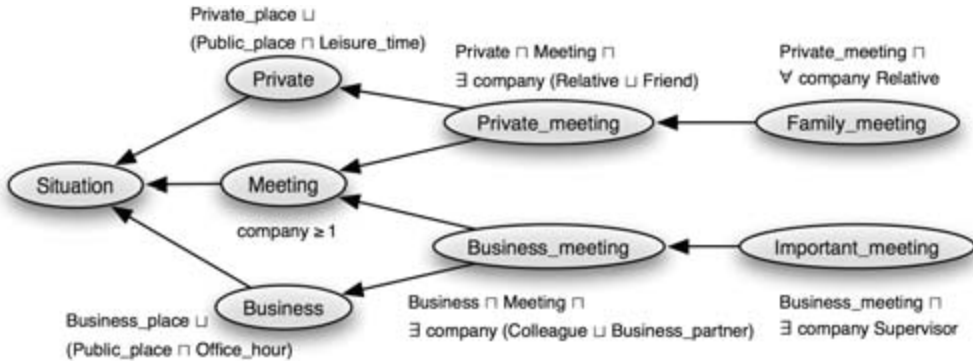 Private_place ⊔
(Public_place ⊓ Leisure_time)
Private
Private ⊓ Meeting ⊓
∃ company (Relative ⊔ Friend)
Private_meeting
Private_meeting ⊓
∀ company Relative
Family_meeting
Situation
Meeting
company ≥ 1
Business_meeting
Important_meeting
Business
Business_place ⊔
(Public_place ⊓ Office_hour)
Business ⊓ Meeting ⊓
∃ company (Colleague ⊔ Business_partner)
Business_meeting ⊓
∃ company Supervisor